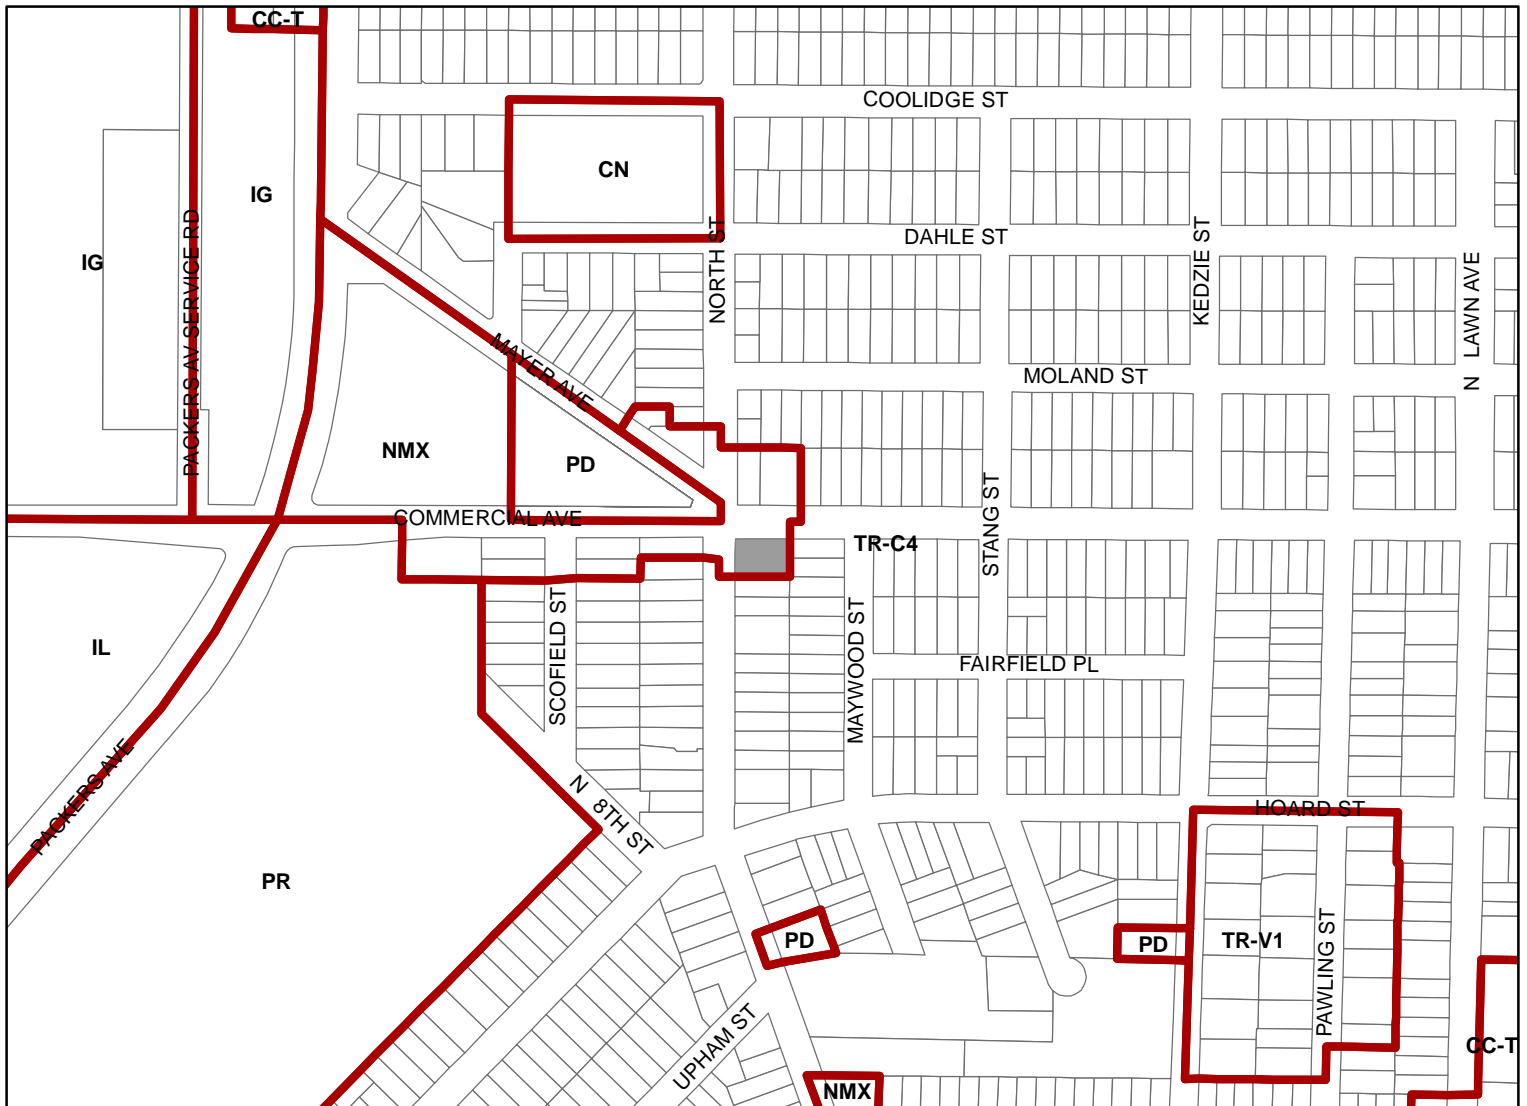 CC-T
COOLIDGE ST
CN
IG
DAHLE ST
NORTH ST
KEDZIE ST
IG
PACKERS AV SERVICE RD
N LAWN AVE
MAYER AVE
MOLAND ST
NMX
PD
COMMERCIAL AVE
STANG ST
TR-C4
SCOFIELD ST
MAYWOOD ST
IL
FAIRFIELD PL
PACKERS AVE
N 8TH ST
HOARD ST
PR
PD
PD
TR-V1
PAWLING ST
UPHAM ST
CC-T
NMX